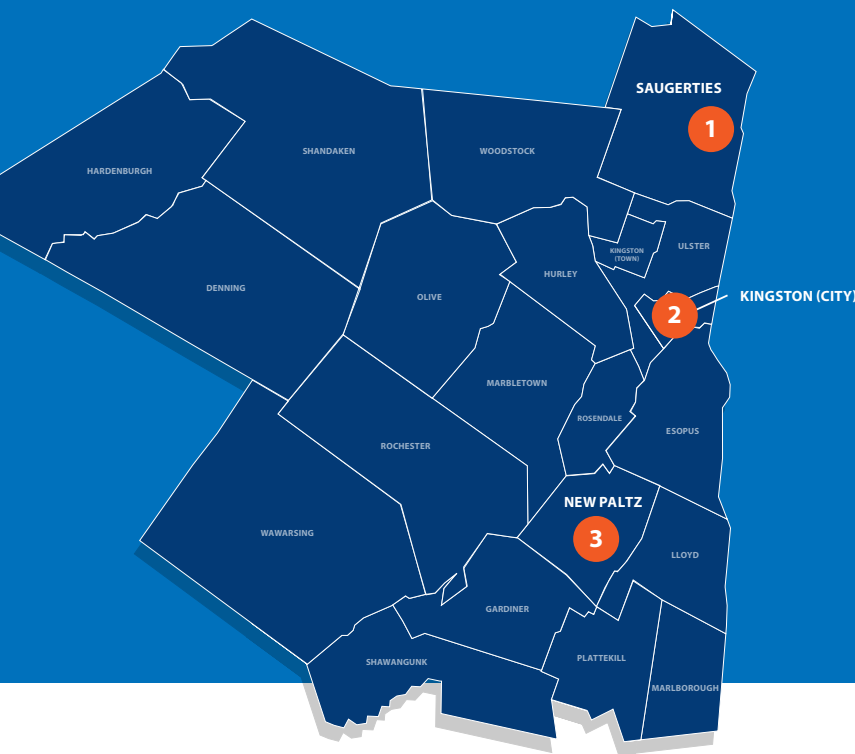 SAUGERTIES
1
SHANDAKEN
WOODSTOCK
HARDENBURGH
KINGSTON
(TOWN)
ULSTER
HURLEY
DENNING
OLIVE
KINGSTON (CITY)
2
MARBLETOWN
ROSENDALE
ESOPUS
ROCHESTER
NEW PALTZ
3
WAWARSING
LLOYD
GARDINER
PLATTEKILL
SHAWANGUNK
MARLBOROUGH